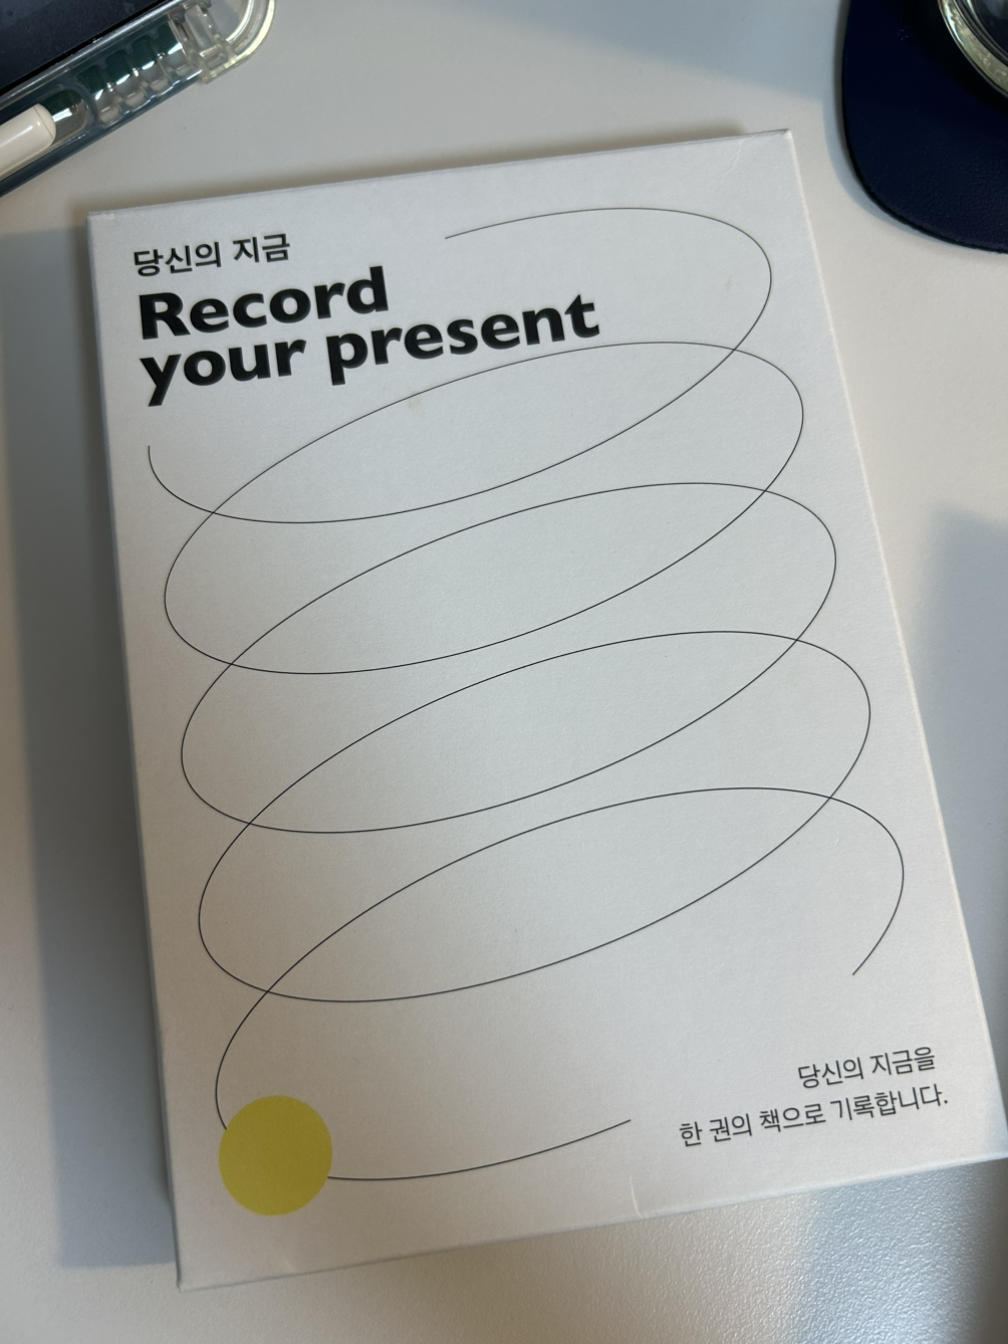 당신의 지금
Record
your present
당신의 지금을
한 권의 책으로 기록합니다.